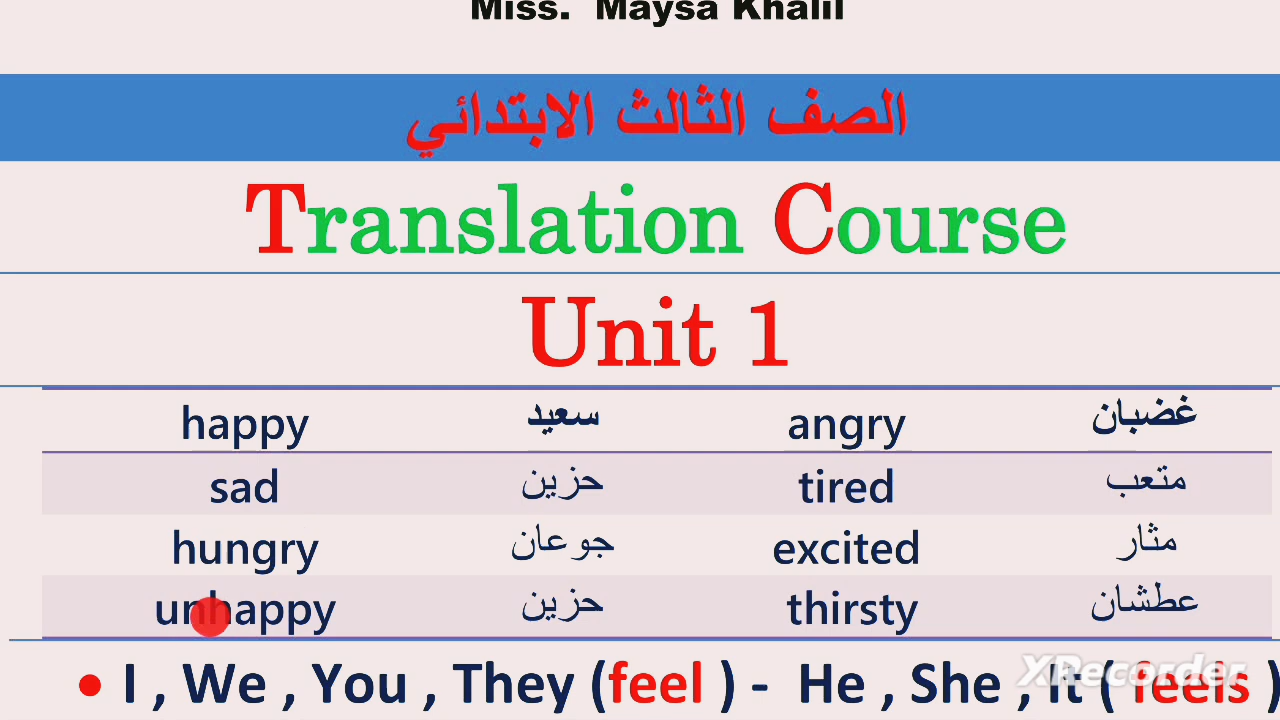 Miss. Maysa Khalil
الصف الثالث الابتدائي
Translation Course
Unit 1
happy سعيد angry غضبان
sad حزين tired متعب
hungry جوعان excited مثار
unhappy حزين thirsty عطشان
• I , We , You , They (feel ) - He , She , It ( feels )
XRecorder